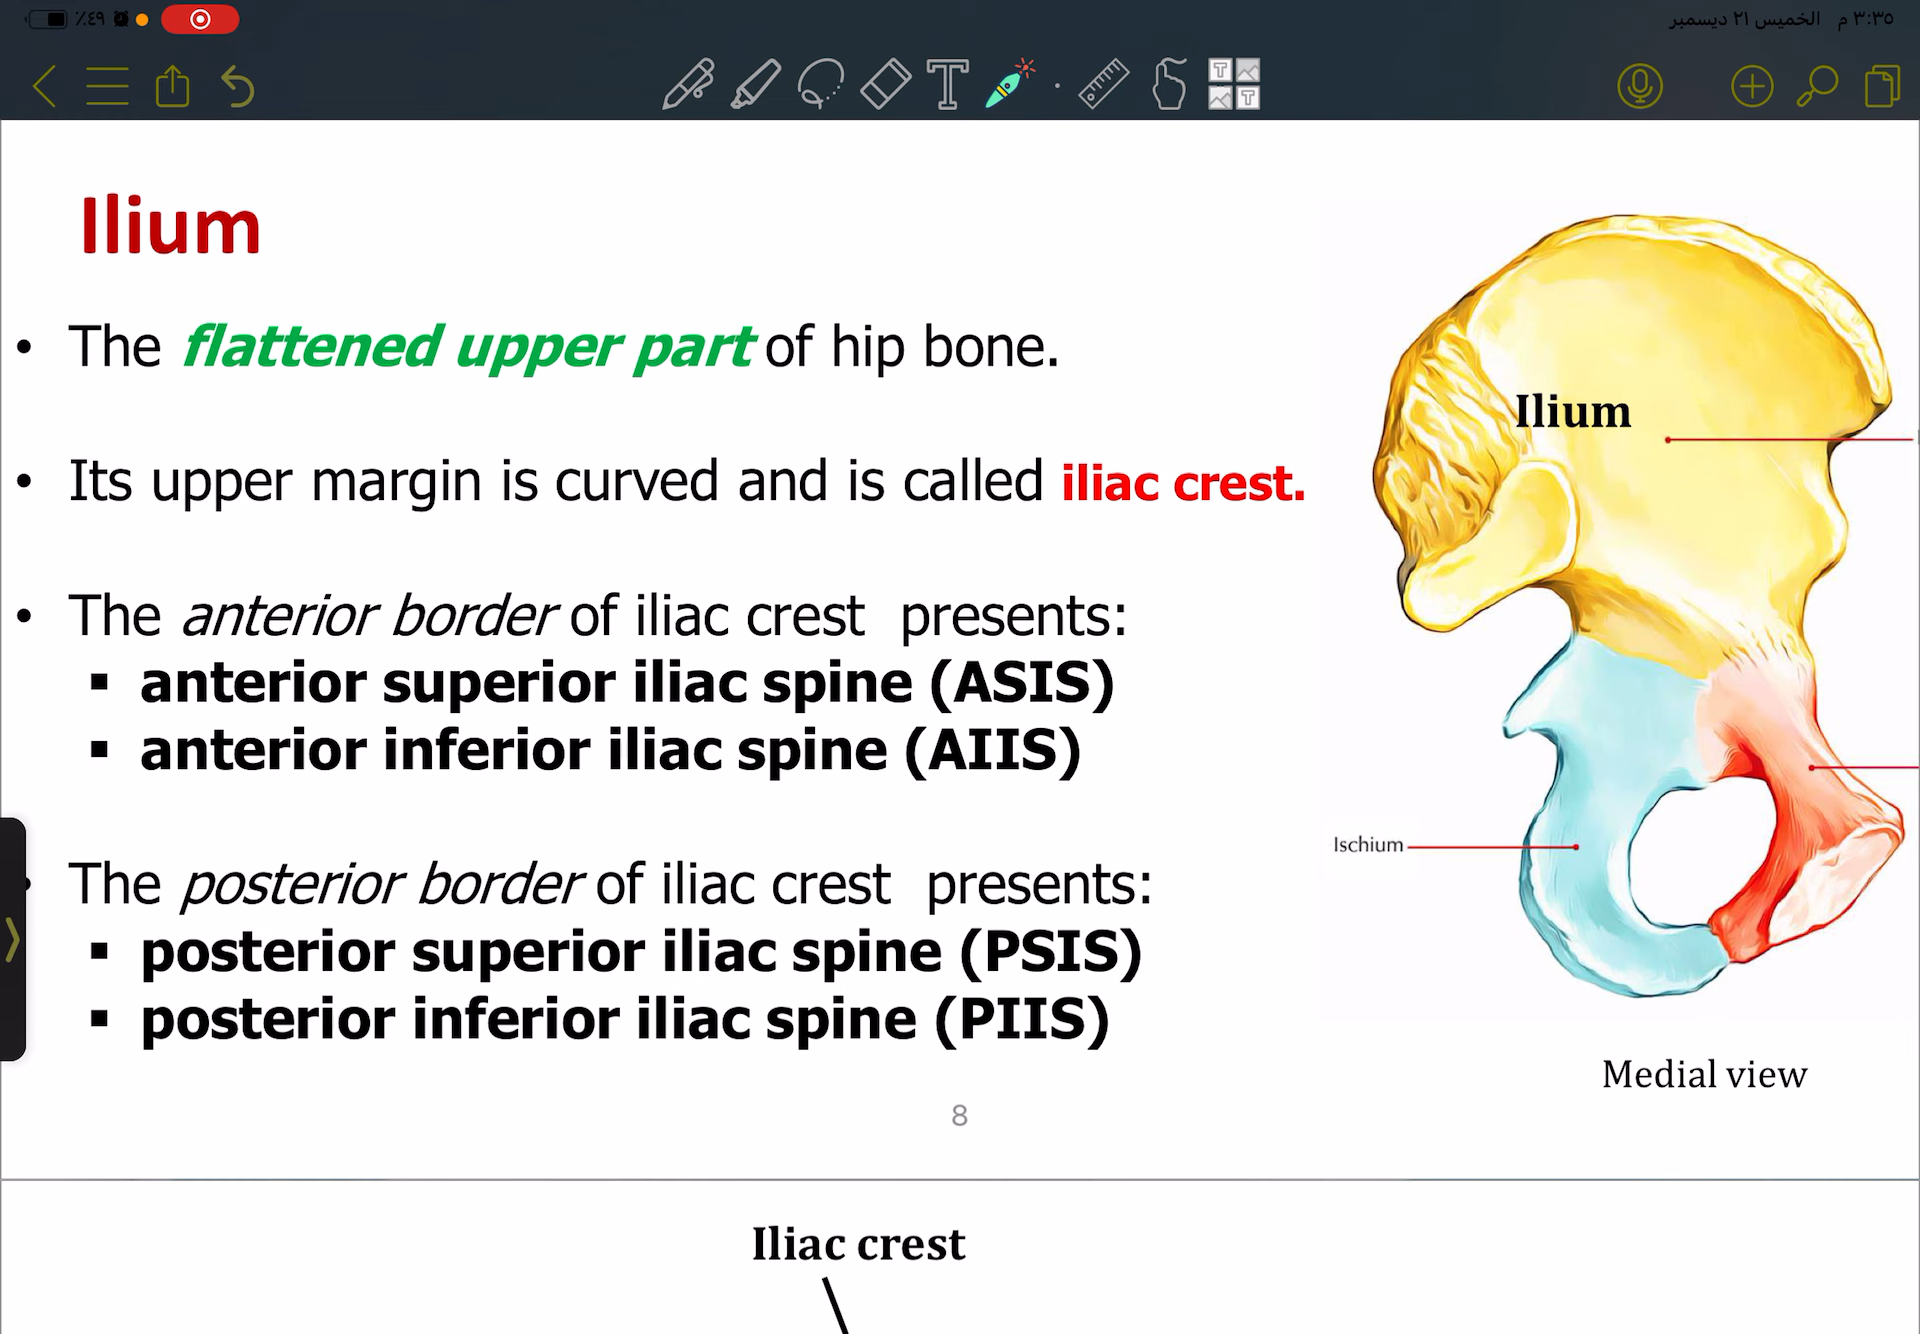 ٪٤٩
٣:٣٥ م الخميس ٢١ ديسمبر
Ilium
• The flattened upper part of hip bone.
• Its upper margin is curved and is called iliac crest.
• The anterior border of iliac crest presents:
▪ anterior superior iliac spine (ASIS)
▪ anterior inferior iliac spine (AIIS)
• The posterior border of iliac crest presents:
▪ posterior superior iliac spine (PSIS)
▪ posterior inferior iliac spine (PIIS)
Ilium
Ischium
Medial view
8
Iliac crest